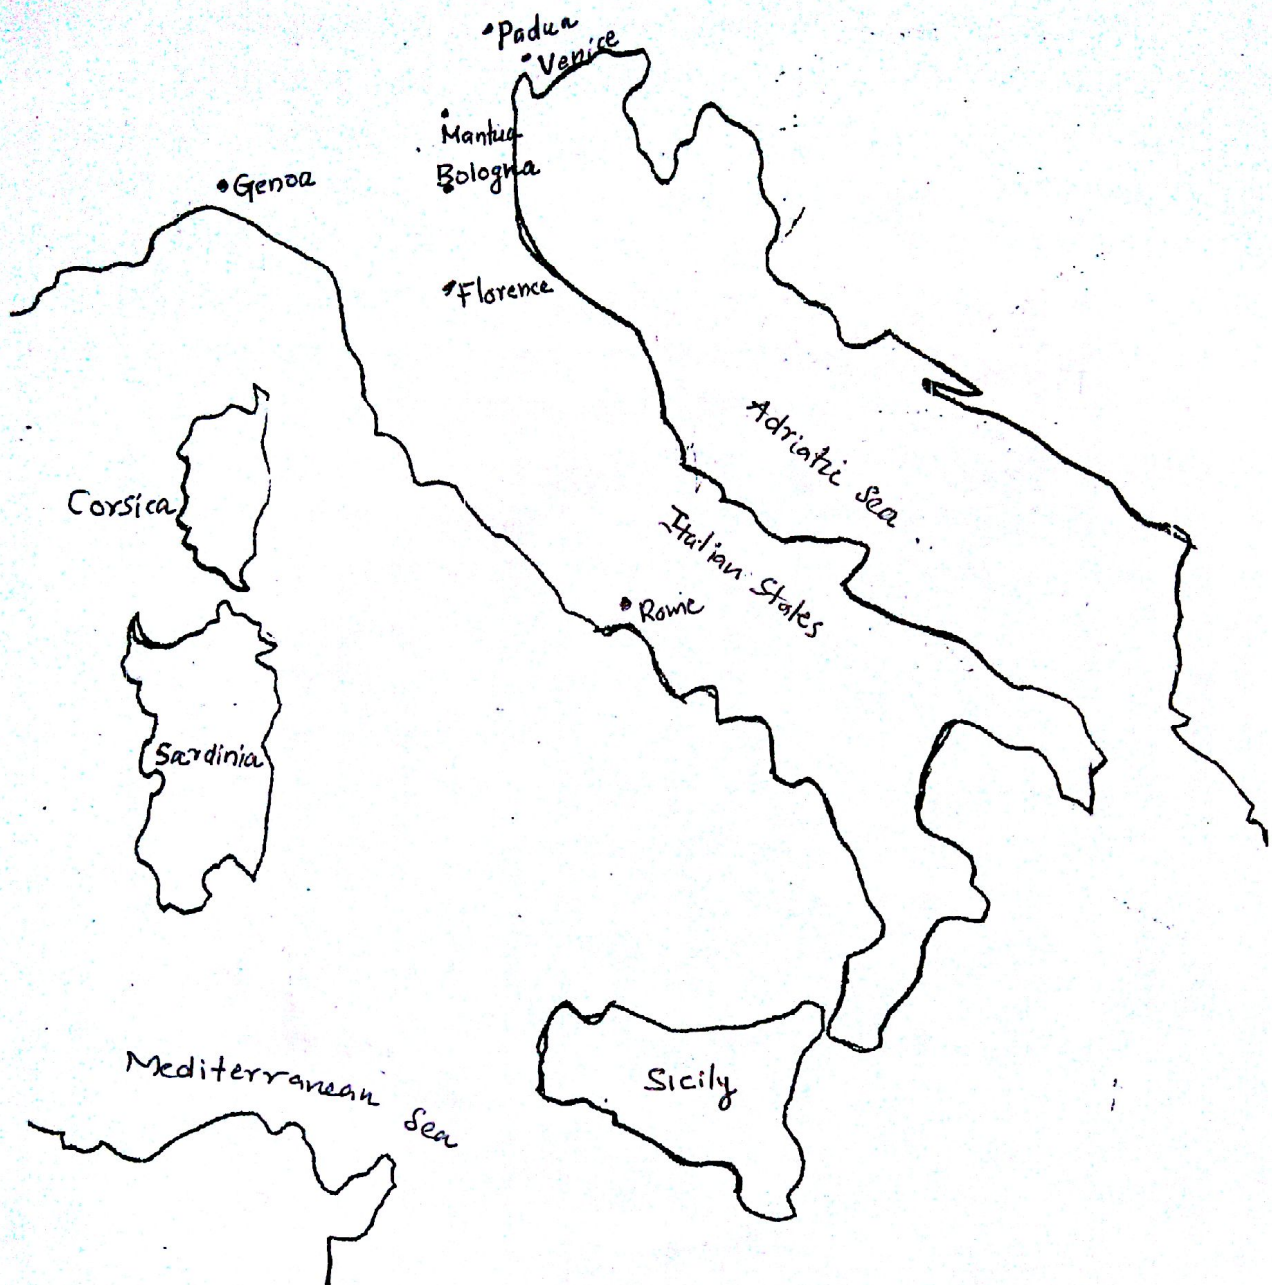 Padua
Venice
Mantua
Bologna
Genoa
Florence
Corsica
Adriatic Sea
Italian States
Rome
Sardinia
Sicily
Mediterranean Sea